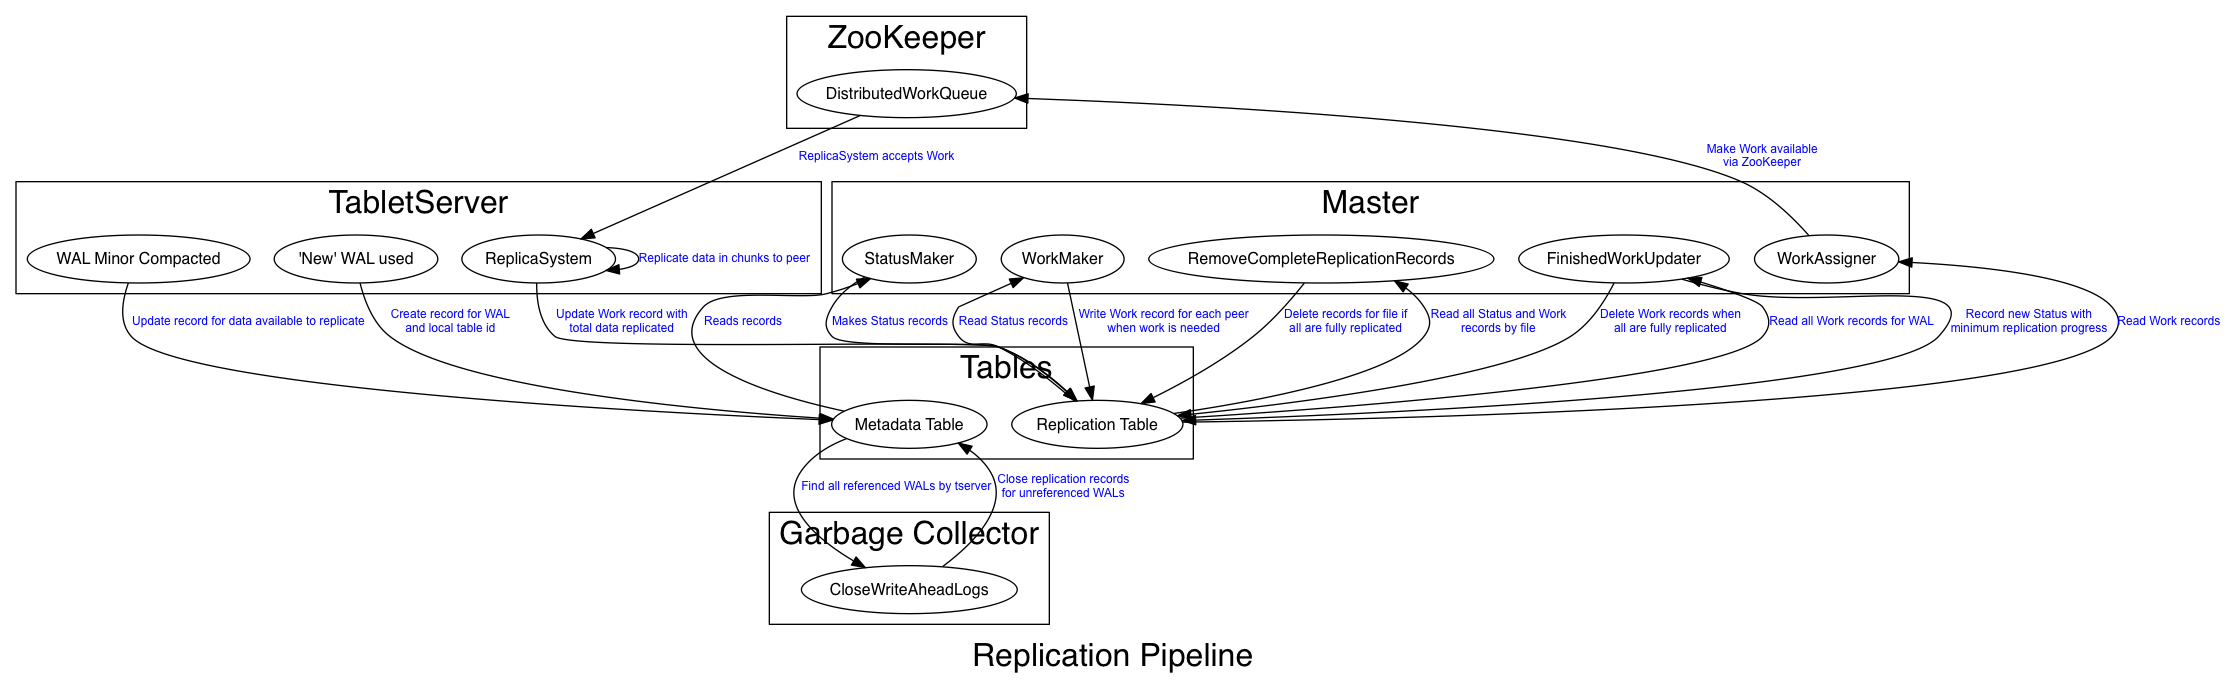 ZooKeeper
DistributedWorkQueue
ReplicaSystem accepts Work
Make Work available
via ZooKeeper
TabletServer
Master
WAL Minor Compacted
'New' WAL used
ReplicaSystem
Replicate data in chunks to peer
StatusMaker
WorkMaker
RemoveCompleteReplicationRecords
FinishedWorkUpdater
WorkAssigner
Update record for data available to replicate
Create record for WAL
and local table id
Update Work record with
total data replicated
Reads records
Makes Status records
Read Status records
Write Work record for each peer
when work is needed
Delete records for file if
all are fully replicated
Read all Status and Work
records by file
Delete Work records when
all are fully replicated
Read all Work records for WAL
Record new Status with
minimum replication progress
Read Work records
Tables
Metadata Table
Replication Table
Find all referenced WALs by tserver
Close replication records
for unreferenced WALs
Garbage Collector
CloseWriteAheadLogs
Replication Pipeline